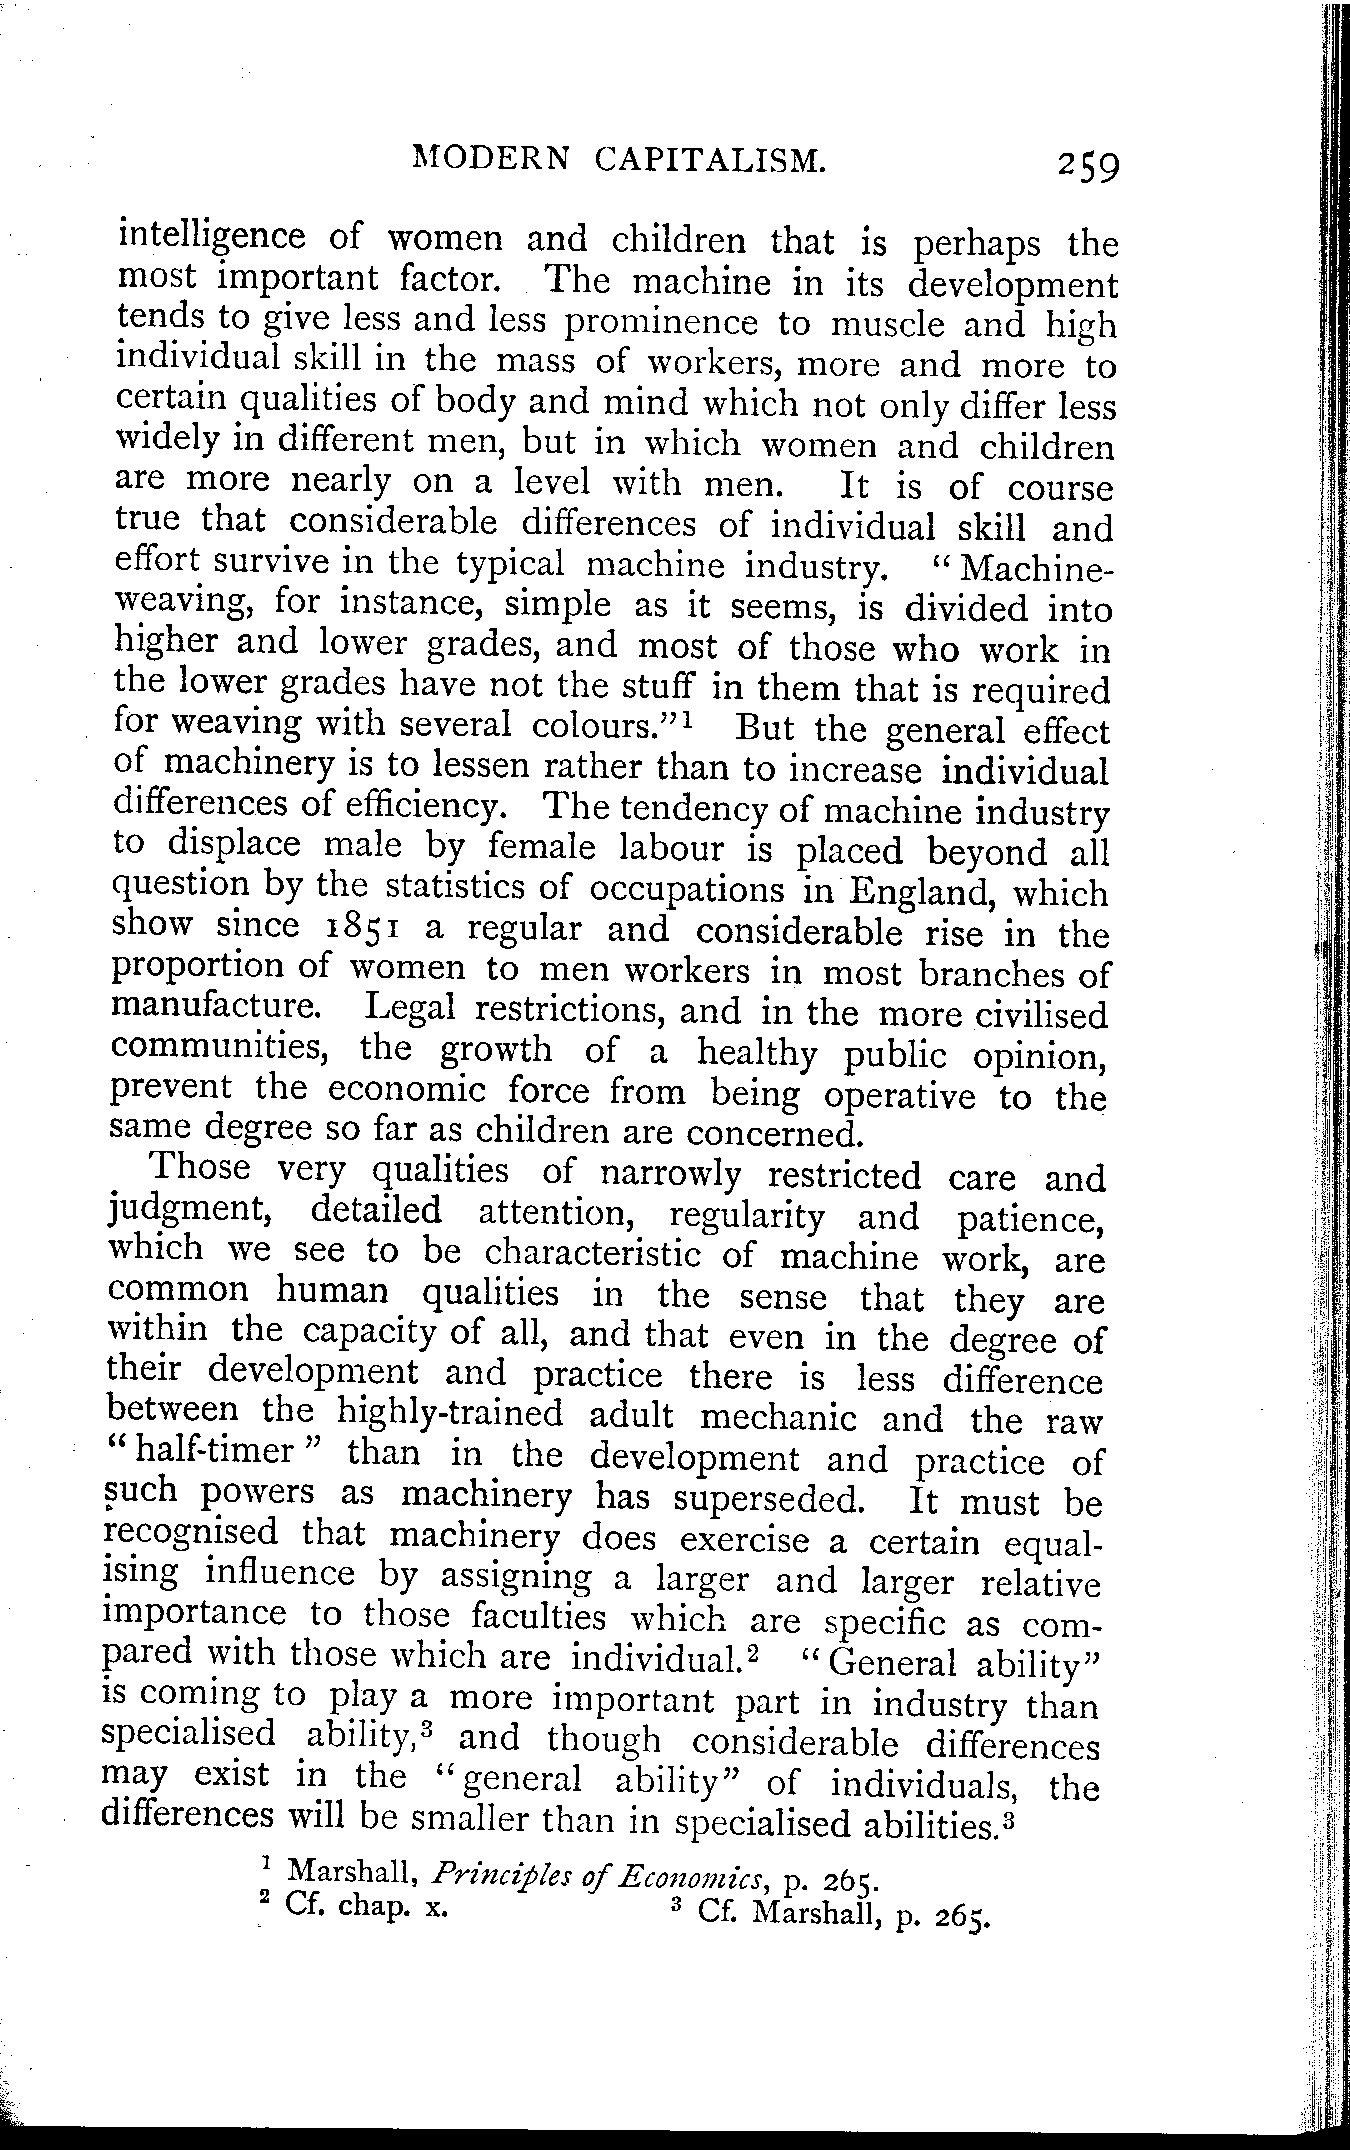 MODERN CAPITALISM. 259
intelligence of women and children that is perhaps the
most important factor. The machine in its development
tends to give less and less prominence to muscle and high
individual skill in the mass of workers, more and more to
certain qualities of body and mind which not only differ less
widely in different men, but in which women and children
are more nearly on a level with men. It is of course
true that considerable differences of individual skill and
effort survive in the typical machine industry. “Machine-
weaving, for instance, simple as it seems, is divided into
higher and lower grades, and most of those who work in
the lower grades have not the stuff in them that is required
for weaving with several colours.”¹ But the general effect
of machinery is to lessen rather than to increase individual
differences of efficiency. The tendency of machine industry
to displace male by female labour is placed beyond all
question by the statistics of occupations in England, which
show since 1851 a regular and considerable rise in the
proportion of women to men workers in most branches of
manufacture. Legal restrictions, and in the more civilised
communities, the growth of a healthy public opinion,
prevent the economic force from being operative to the
same degree so far as children are concerned.
Those very qualities of narrowly restricted care and
judgment, detailed attention, regularity and patience,
which we see to be characteristic of machine work, are
common human qualities in the sense that they are
within the capacity of all, and that even in the degree of
their development and practice there is less difference
between the highly-trained adult mechanic and the raw
“half-timer” than in the development and practice of
such powers as machinery has superseded. It must be
recognised that machinery does exercise a certain equal-
ising influence by assigning a larger and larger relative
importance to those faculties which are specific as com-
pared with those which are individual.² “General ability”
is coming to play a more important part in industry than
specialised ability,³ and though considerable differences
may exist in the “general ability” of individuals, the
differences will be smaller than in specialised abilities.³
¹ Marshall, Principles of Economics, p. 265.
² Cf. chap. x. ³ Cf. Marshall, p. 265.